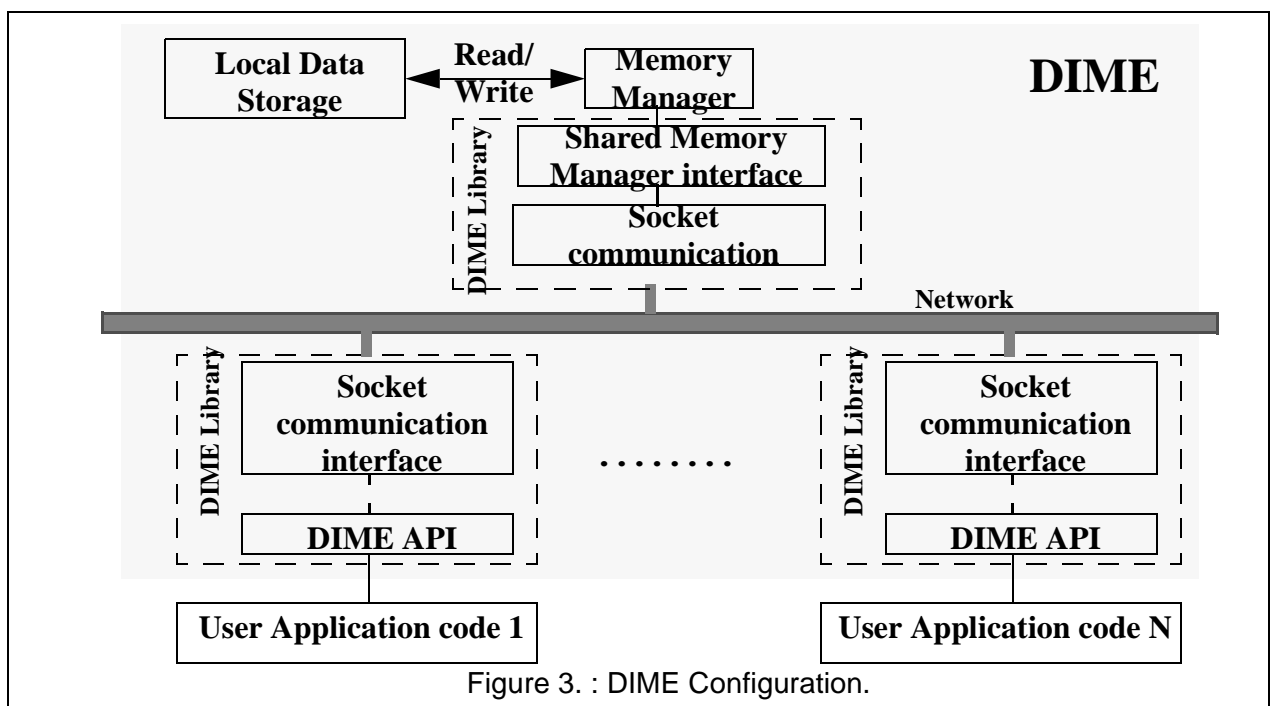 Local Data
Storage
Read/
Write
Memory
Manager
DIME
DIME Library
Shared Memory
Manager interface
Socket
communication
Network
DIME Library
Socket
communication
interface
DIME API
. . . . . . . .
DIME Library
Socket
communication
interface
DIME API
User Application code 1
User Application code N
Figure 3. : DIME Configuration.